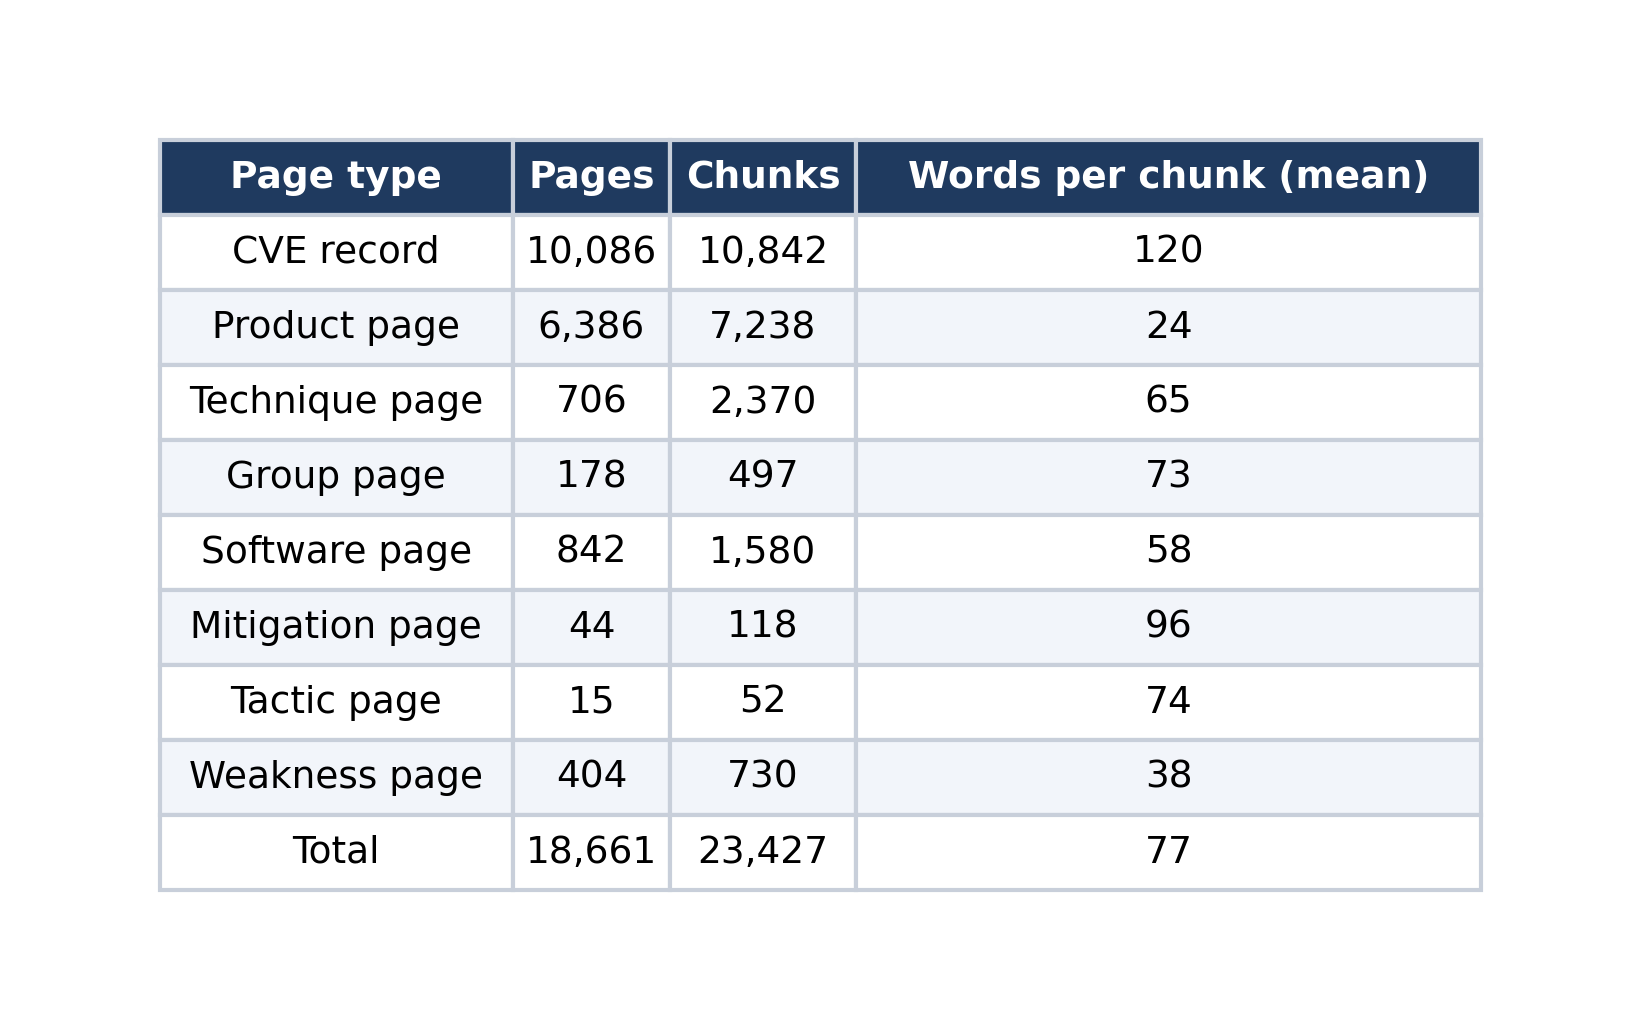 Page type Pages Chunks Words per chunk (mean)
CVE record 10,086 10,842 120
Product page 6,386 7,238 24
Technique page 706 2,370 65
Group page 178 497 73
Software page 842 1,580 58
Mitigation page 44 118 96
Tactic page 15 52 74
Weakness page 404 730 38
Total 18,661 23,427 77